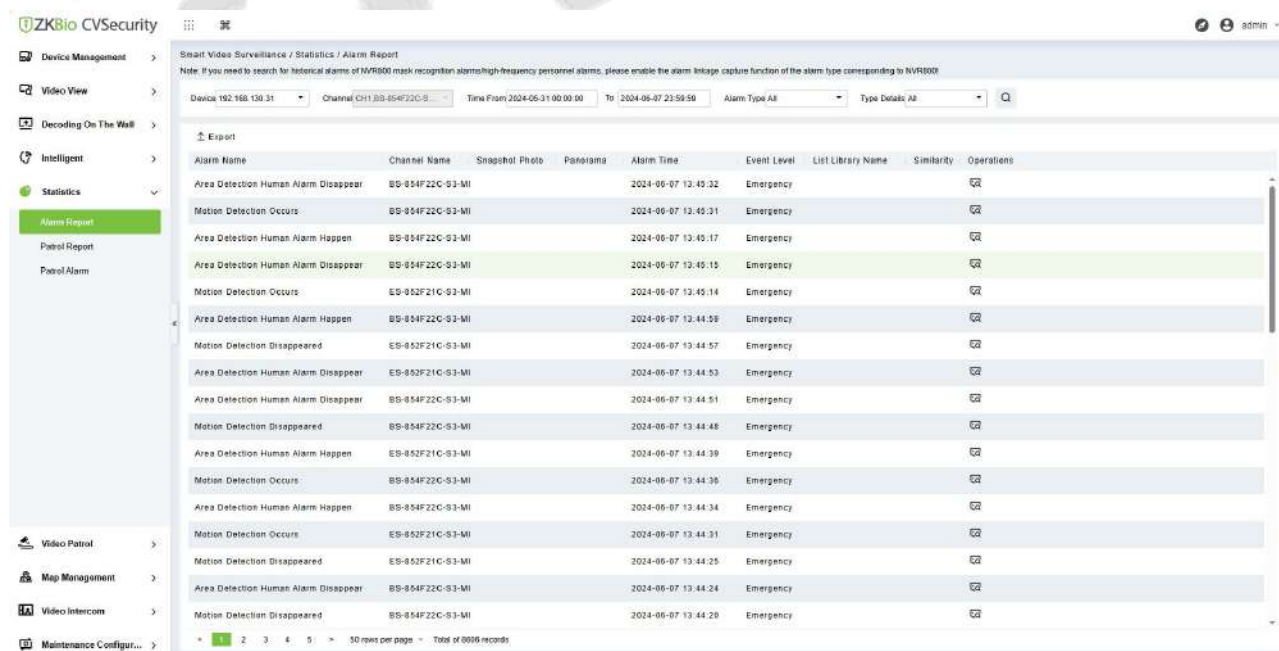 ZKBio CVSecurity
admin
Device Management
Video View
Decoding On The Wall
Intelligent
Statistics
Alarm Report
Patrol Report
Patrol Alarm
Video Patrol
Map Management
Video Intercom
Maintenance Configur...
Smart Video Surveillance / Statistics / Alarm Report
Note: If you need to search for historical alarms of NVR800 mask recognition alarms/high-frequency personnel alarms, please enable the alarm linkage capture function of the alarm type corresponding to NVR800!
Device 192.168.130.31 Channel CH1,BS-854F22C-S... Time From 2024-05-31 00:00:00 To 2024-06-07 23:59:59 Alarm Type All Type Details All
Export
Alarm Name Channel Name Snapshot Photo Panorama Alarm Time Event Level List Library Name Similarity Operations
Area Detection Human Alarm Disappear BS-854F22C-S3-MI 2024-06-07 13:45:32 Emergency
Motion Detection Occurs BS-854F22C-S3-MI 2024-06-07 13:45:31 Emergency
Area Detection Human Alarm Happen BS-854F22C-S3-MI 2024-06-07 13:45:17 Emergency
Area Detection Human Alarm Disappear BS-854F22C-S3-MI 2024-06-07 13:45:15 Emergency
Motion Detection Occurs ES-852F21C-S3-MI 2024-06-07 13:45:14 Emergency
Area Detection Human Alarm Happen BS-854F22C-S3-MI 2024-06-07 13:44:59 Emergency
Motion Detection Disappeared ES-852F21C-S3-MI 2024-06-07 13:44:57 Emergency
Area Detection Human Alarm Disappear ES-852F21C-S3-MI 2024-06-07 13:44:53 Emergency
Area Detection Human Alarm Disappear BS-854F22C-S3-MI 2024-06-07 13:44:51 Emergency
Motion Detection Disappeared BS-854F22C-S3-MI 2024-06-07 13:44:48 Emergency
Area Detection Human Alarm Happen ES-852F21C-S3-MI 2024-06-07 13:44:39 Emergency
Motion Detection Occurs BS-854F22C-S3-MI 2024-06-07 13:44:36 Emergency
Area Detection Human Alarm Happen BS-854F22C-S3-MI 2024-06-07 13:44:34 Emergency
Motion Detection Occurs ES-852F21C-S3-MI 2024-06-07 13:44:31 Emergency
Motion Detection Disappeared ES-852F21C-S3-MI 2024-06-07 13:44:25 Emergency
Area Detection Human Alarm Disappear BS-854F22C-S3-MI 2024-06-07 13:44:24 Emergency
Motion Detection Disappeared BS-854F22C-S3-MI 2024-06-07 13:44:20 Emergency
1 2 3 4 5 50 rows per page Total of 8606 records